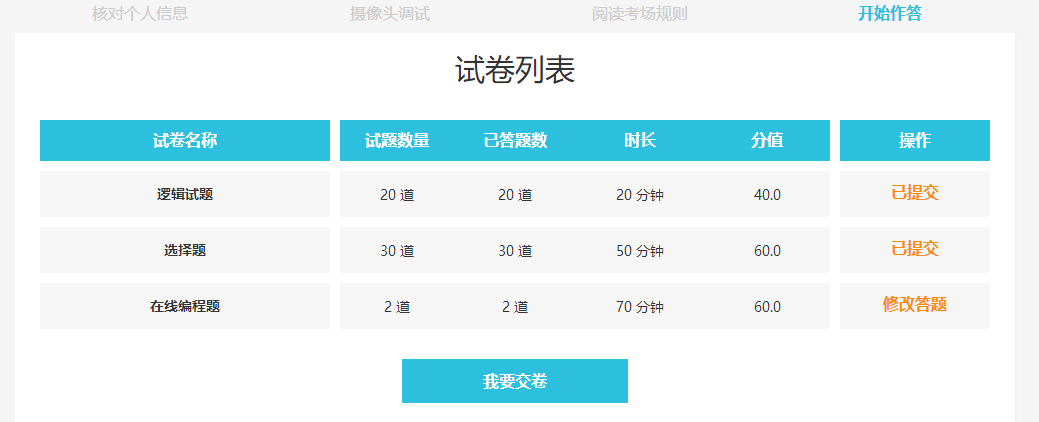 核对个人信息 摄像头调试 阅读考场规则 开始作答
试卷列表
试卷名称 试题数量 已答题数 时长 分值 操作
逻辑试题 20 道 20 道 20 分钟 40.0 已提交
选择题 30 道 30 道 50 分钟 60.0 已提交
在线编程题 2 道 2 道 70 分钟 60.0 修改答题
我要交卷